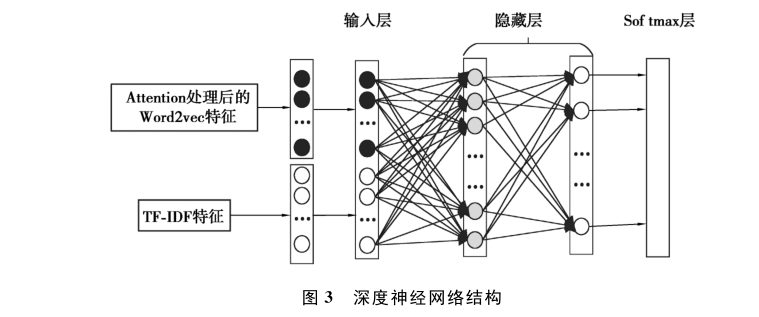 输入层
隐藏层
Sof tmax层
Attention处理后的
Word2vec特征
TF-IDF特征
图 3 深度神经网络结构